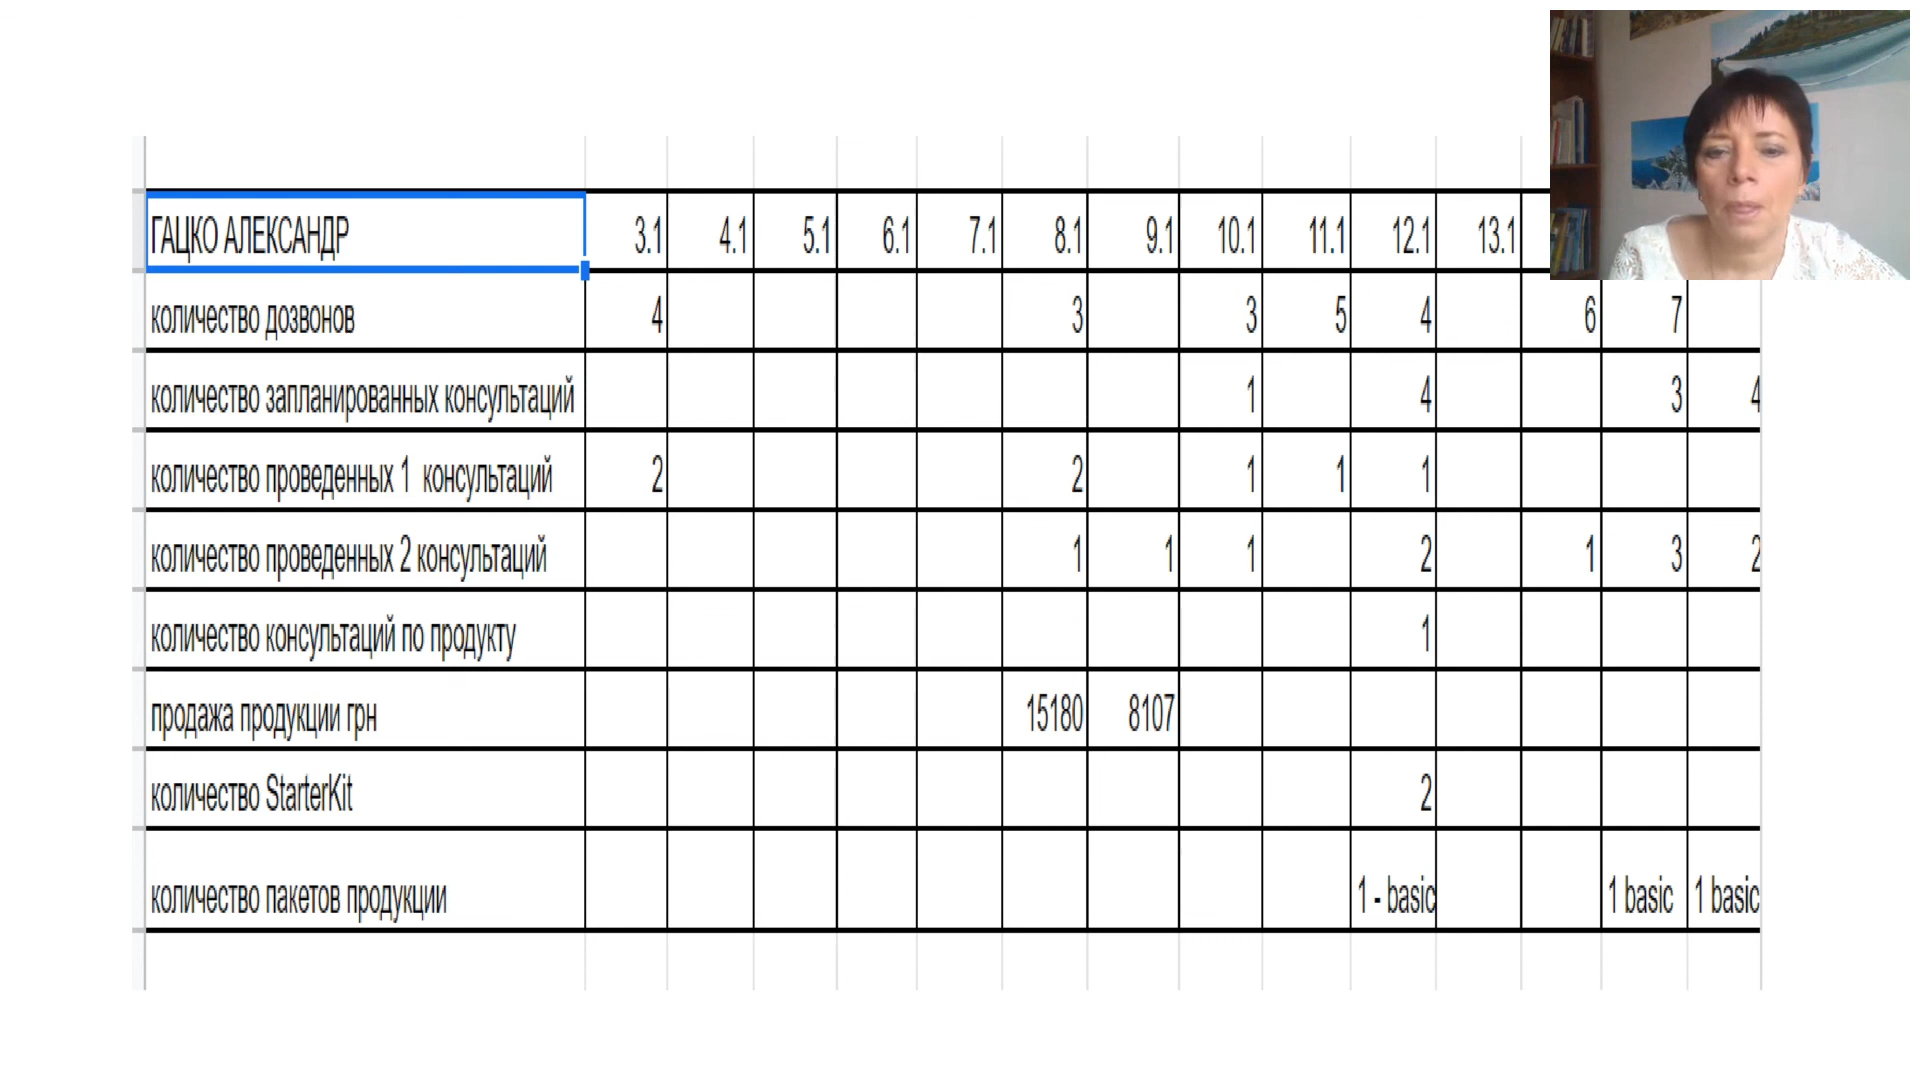 ГАЦКО АЛЕКСАНДР 3.1 4.1 5.1 6.1 7.1 8.1 9.1 10.1 11.1 12.1 13.1
количество дозвонов 4 3 3 5 4 6 7
количество запланированных консультаций 1 4 3 4
количество проведенных 1 консультаций 2 2 1 1 1
количество проведенных 2 консультаций 1 1 1 2 1 3 2
количество консультаций по продукту 1
продажа продукции грн 15180 8107
количество StarterKit 2
количество пакетов продукции 1 - basic 1 basic 1 basic